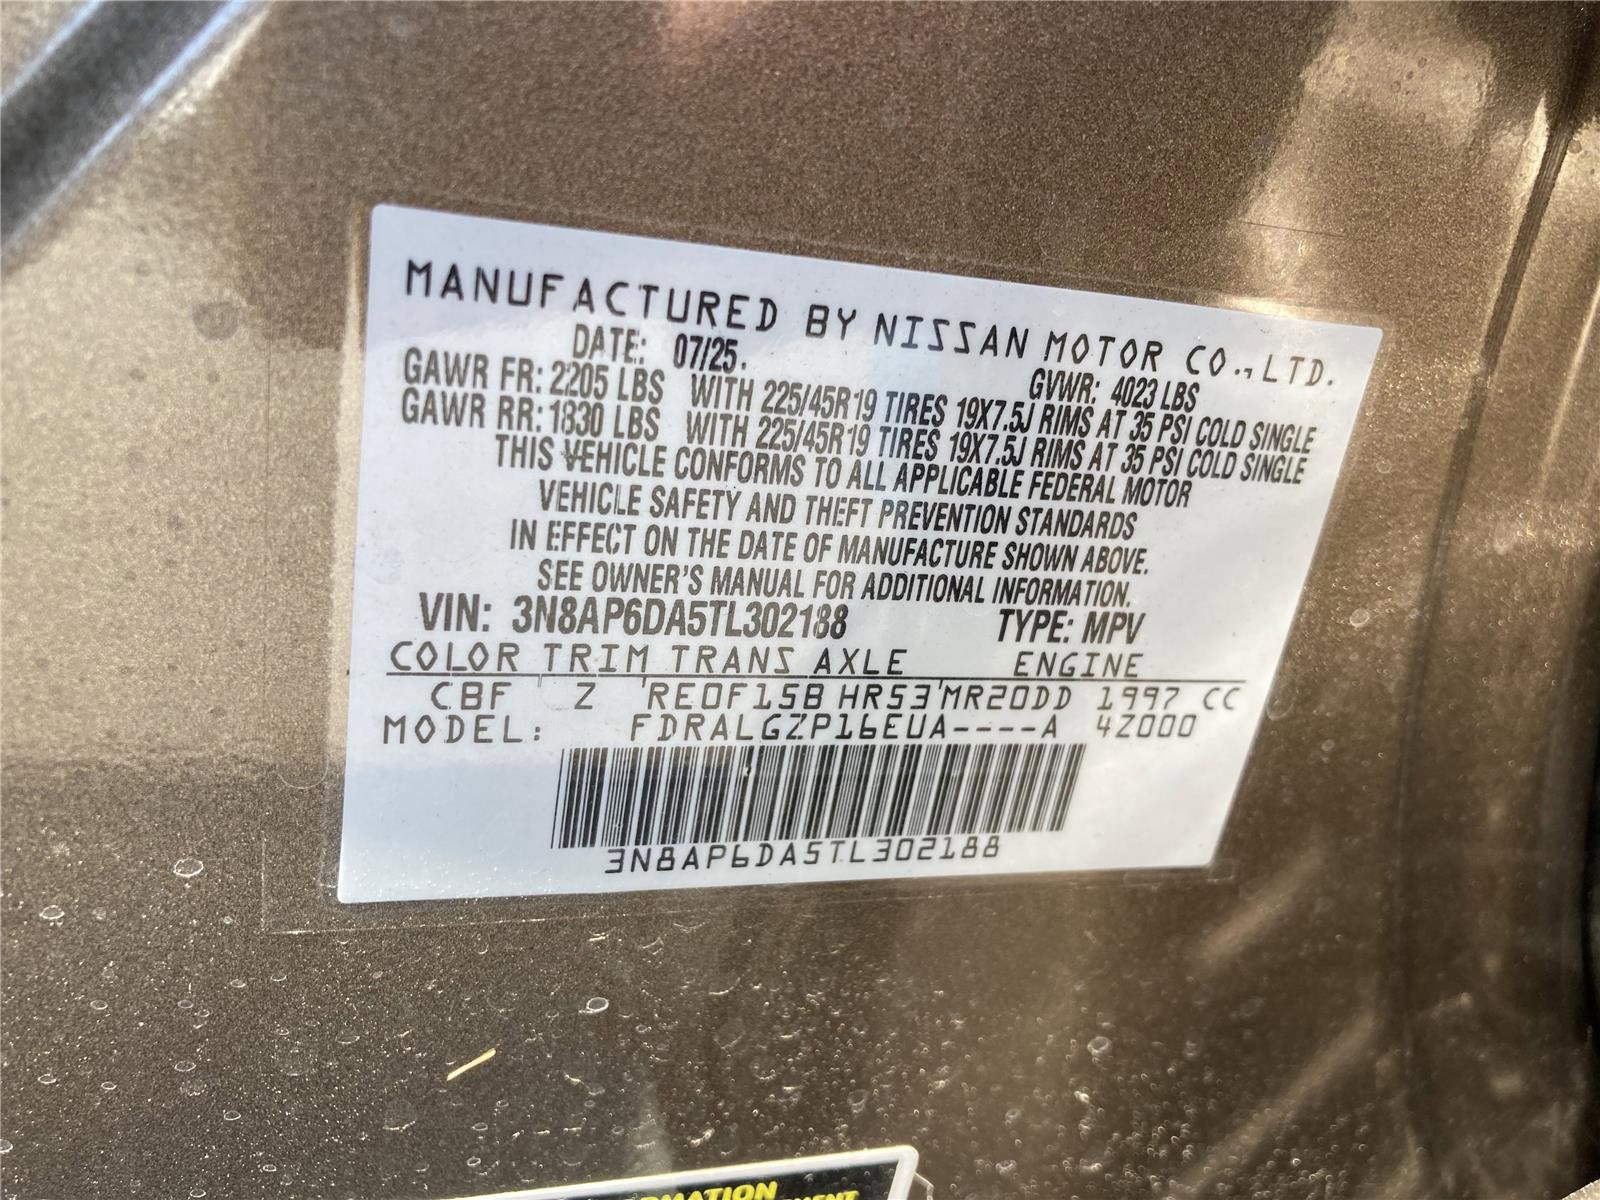 MANUFACTURED BY NISSAN MOTOR CO., LTD.
DATE: 07/25. GVWR: 4023 LBS
GAWR FR: 2205 LBS WITH 225/45R19 TIRES 19X7.5J RIMS AT 35 PSI COLD SINGLE
GAWR RR: 1830 LBS WITH 225/45R19 TIRES 19X7.5J RIMS AT 35 PSI COLD SINGLE
THIS VEHICLE CONFORMS TO ALL APPLICABLE FEDERAL MOTOR
VEHICLE SAFETY AND THEFT PREVENTION STANDARDS
IN EFFECT ON THE DATE OF MANUFACTURE SHOWN ABOVE.
SEE OWNER'S MANUAL FOR ADDITIONAL INFORMATION.
VIN: 3N8AP6DA5TL302188 TYPE: MPV
COLOR TRIM TRANS AXLE ENGINE
CBF Z RE0F15B HR53 MR20DD 1997 CC
MODEL: FDRALGZP16EUA----A 4Z000
3N8AP6DA5TL302188